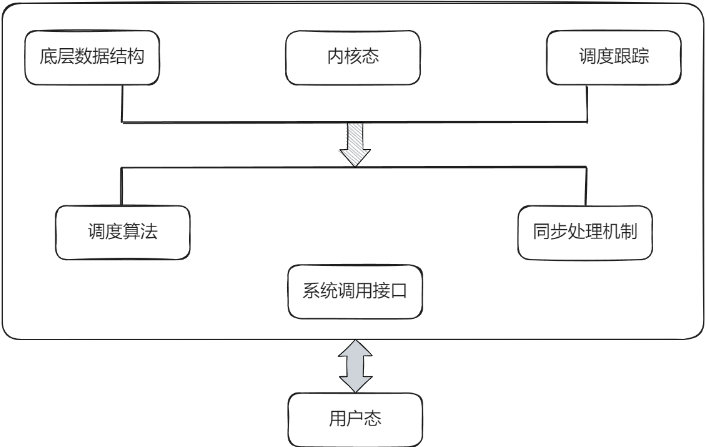 底层数据结构
内核态
调度跟踪
调度算法
同步处理机制
系统调用接口
用户态